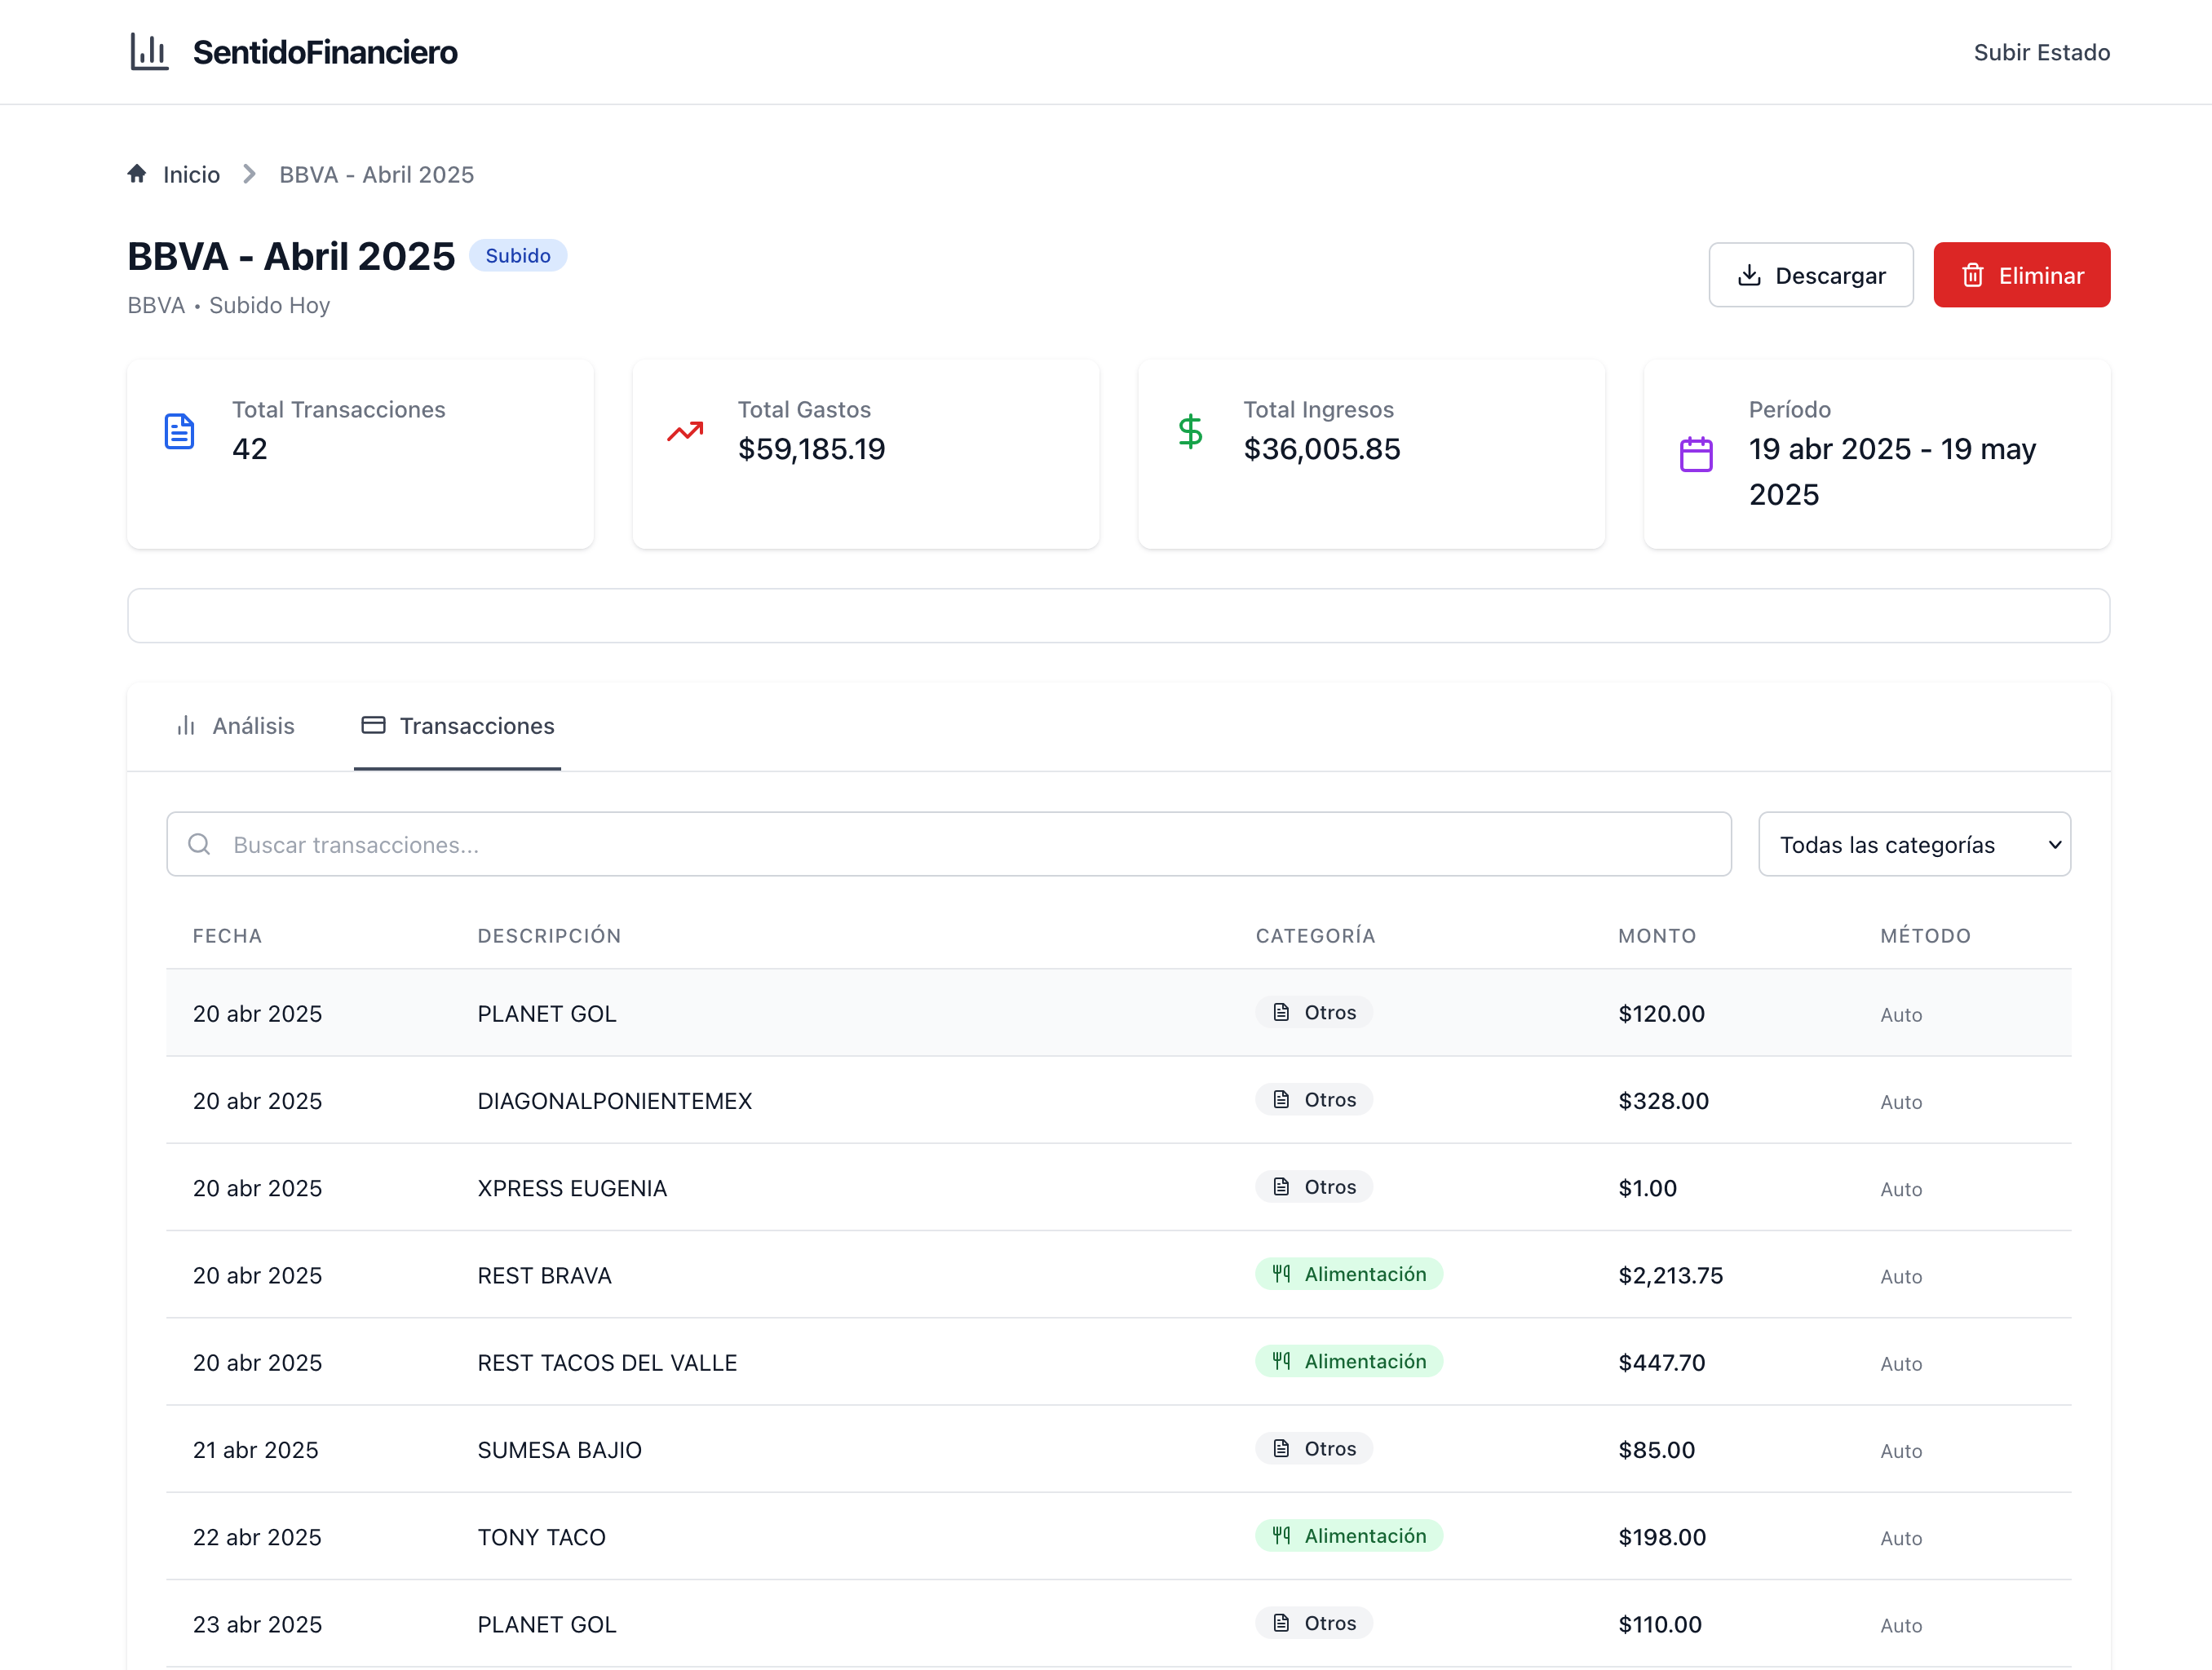 SentidoFinanciero
Subir Estado
Inicio > BBVA - Abril 2025
BBVA - Abril 2025 Subido
BBVA • Subido Hoy
Descargar
Eliminar
Total Transacciones
42
Total Gastos
$59,185.19
Total Ingresos
$36,005.85
Período
19 abr 2025 - 19 may
2025
Análisis
Transacciones
Buscar transacciones...
Todas las categorías
FECHA DESCRIPCIÓN CATEGORÍA MONTO MÉTODO
20 abr 2025 PLANET GOL Otros $120.00 Auto
20 abr 2025 DIAGONALPONIENTEMEX Otros $328.00 Auto
20 abr 2025 XPRESS EUGENIA Otros $1.00 Auto
20 abr 2025 REST BRAVA Alimentación $2,213.75 Auto
20 abr 2025 REST TACOS DEL VALLE Alimentación $447.70 Auto
21 abr 2025 SUMESA BAJIO Otros $85.00 Auto
22 abr 2025 TONY TACO Alimentación $198.00 Auto
23 abr 2025 PLANET GOL Otros $110.00 Auto